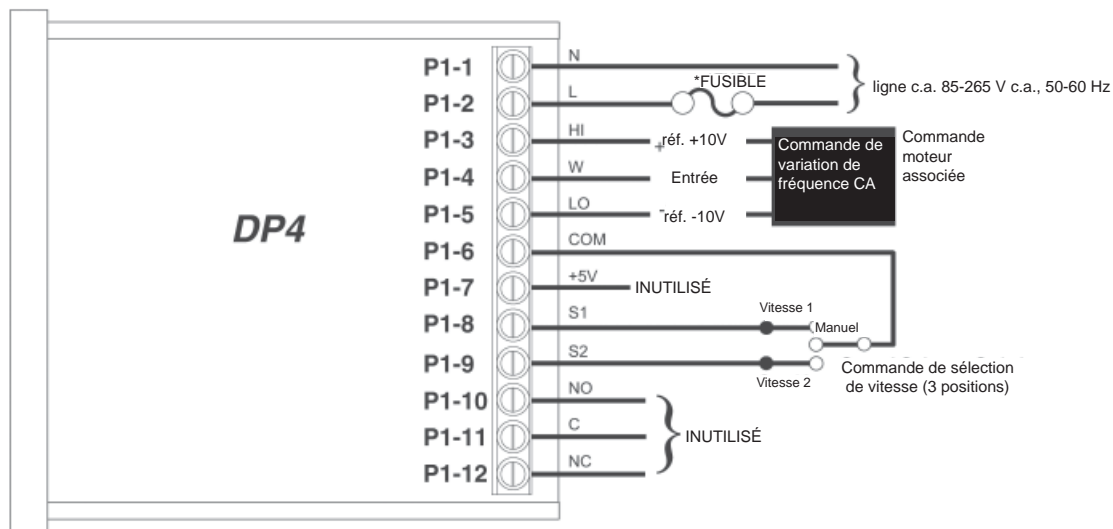 P1-1 N
*FUSIBLE
P1-2 L
ligne c.a. 85-265 V c.a., 50-60 Hz
P1-3 HI + réf. +10V
P1-4 W Entrée
P1-5 LO - réf. -10V
Commande de
variation de
fréquence CA
Commande
moteur
associée
DP4
P1-6 COM
P1-7 +5V INUTILISÉ
P1-8 S1 Vitesse 1
Manuel
P1-9 S2 Vitesse 2
Commande de sélection
de vitesse (3 positions)
P1-10 NO
P1-11 C INUTILISÉ
P1-12 NC